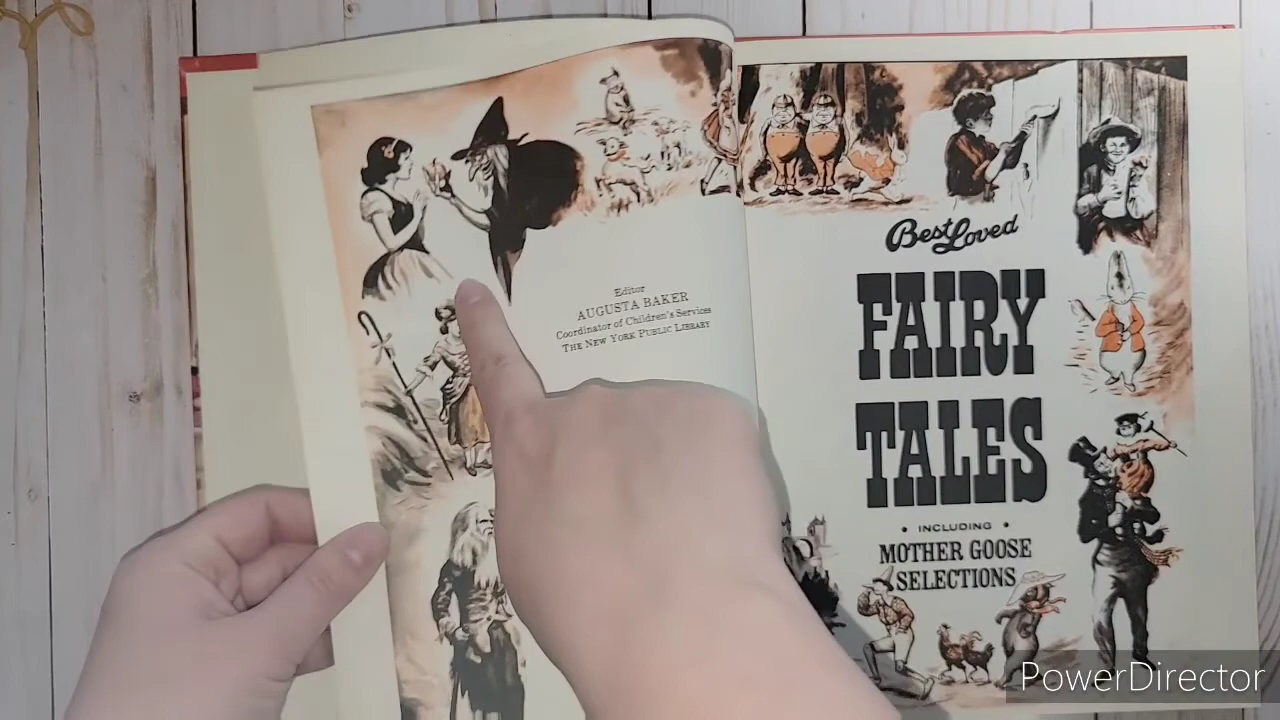 Editor
AUGUSTA BAKER
Coordinator of Children's Services
THE NEW YORK PUBLIC LIBRARY
Best Loved
FAIRY
TALES
• INCLUDING •
MOTHER GOOSE
SELECTIONS
PowerDirector